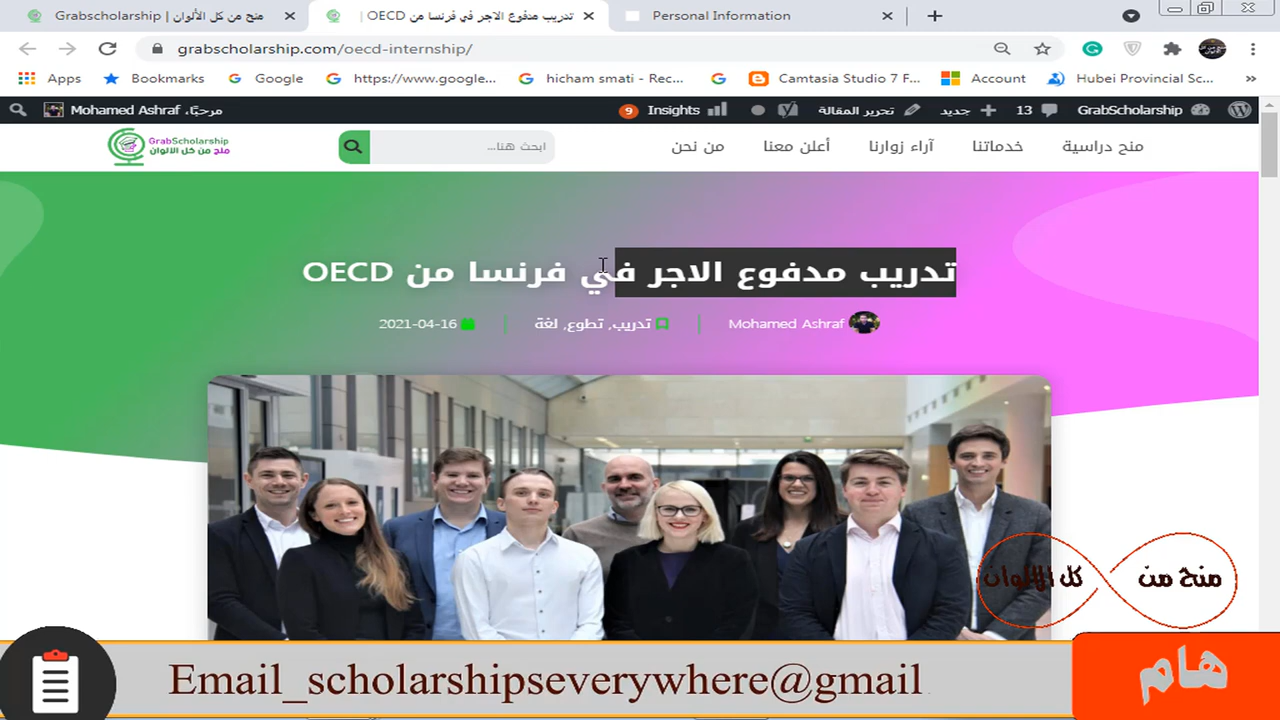 Grabscholarship | منح من كل الألوان
تدريب مدفوع الاجر في فرنسا من OECD |
Personal Information
grabscholarship.com/oecd-internship/
Apps
Bookmarks
Google
https://www.google...
hicham smati - Rec...
Camtasia Studio 7 F...
Account
Hubei Provincial Sc...
»
مرحبًا، Mohamed Ashraf
9 Insights
تحرير المقالة
جديد
13
GrabScholarship
GrabScholarship
منح من كل الألوان
ابحث هنا...
منح دراسية
خدماتنا
آراء زوارنا
أعلن معنا
من نحن
تدريب مدفوع الاجر في فرنسا من OECD
Mohamed Ashraf
تدريب, تطوع, لغة
2021-04-16
منح من
كل الالوان
Email_scholarshipseverywhere@gmail
هام